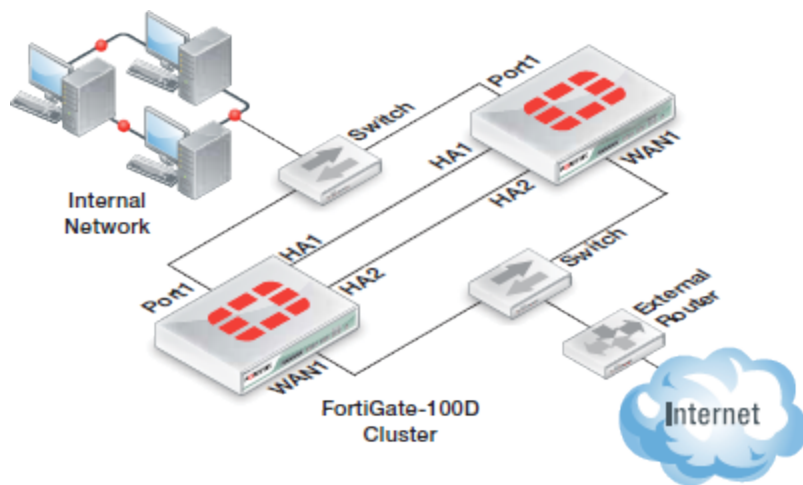 Port1
Switch
HA1
WAN1
HA2
Internal
Network
HA1
Switch
HA2
Port1
External
Router
WAN1
Internet
FortiGate-100D
Cluster